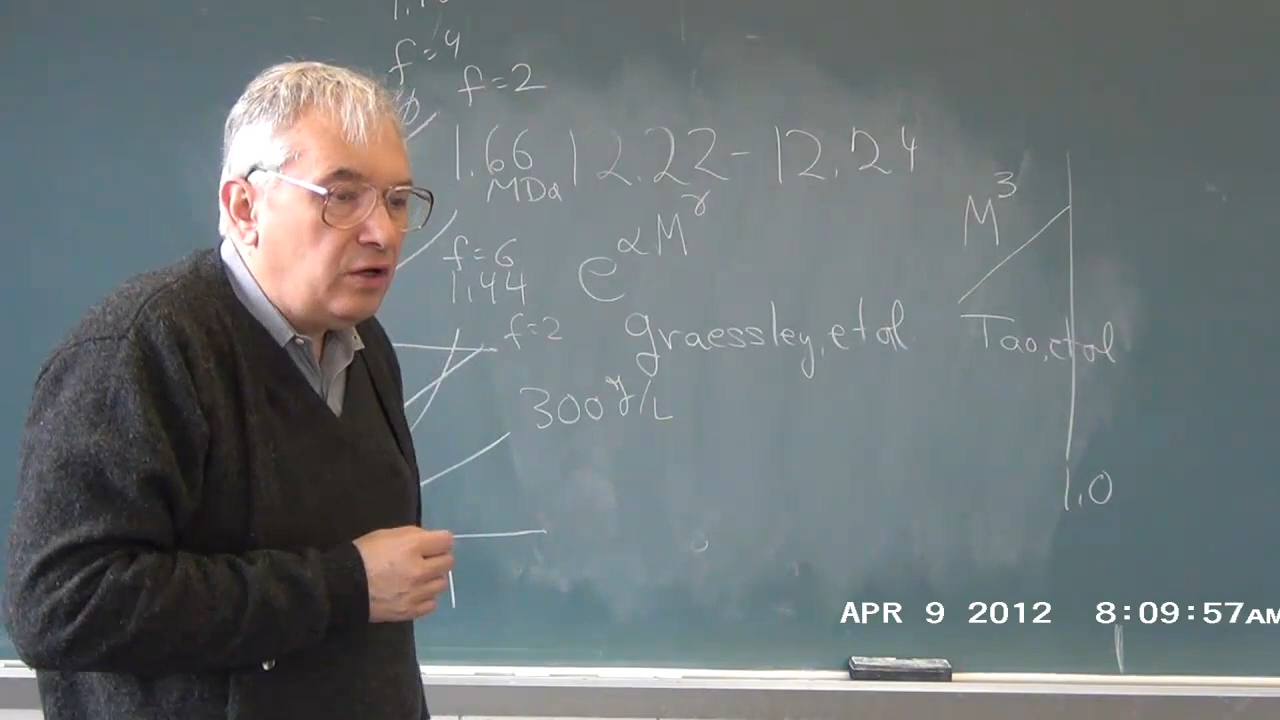 f=4
f=2
1.66 12.22-12.24
MDa
M³
e^αM^γ
f=6
1.44
f=2 Graessley, et al Tao, et al
300 g/L
1.0
APR 9 2012 8:09:57AM